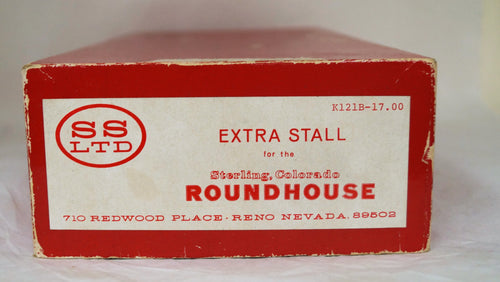 K121B-17.00
SS
LTD
EXTRA STALL
for the
Sterling, Colorado
ROUNDHOUSE
710 REDWOOD PLACE · RENO NEVADA. 89502